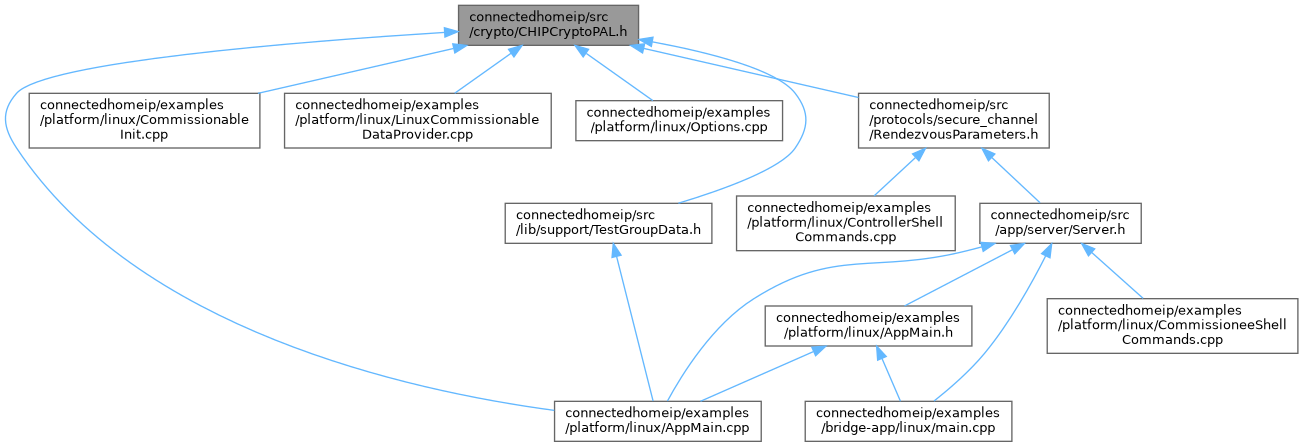 connectedhomeip/src
/crypto/CHIPCryptoPAL.h
connectedhomeip/examples
/platform/linux/Commissionable
Init.cpp
connectedhomeip/examples
/platform/linux/LinuxCommissionable
DataProvider.cpp
connectedhomeip/examples
/platform/linux/Options.cpp
connectedhomeip/src
/protocols/secure_channel
/RendezvousParameters.h
connectedhomeip/src
/lib/support/TestGroupData.h
connectedhomeip/examples
/platform/linux/ControllerShell
Commands.cpp
connectedhomeip/src
/app/server/Server.h
connectedhomeip/examples
/platform/linux/AppMain.h
connectedhomeip/examples
/platform/linux/CommissioneeShell
Commands.cpp
connectedhomeip/examples
/platform/linux/AppMain.cpp
connectedhomeip/examples
/bridge-app/linux/main.cpp